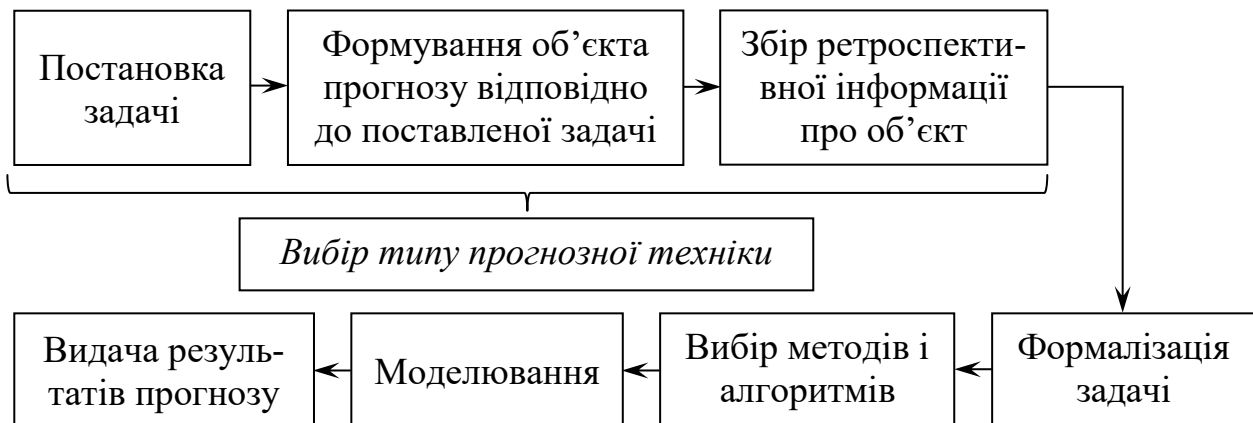 Постановка
задачі
Формування об’єкта
прогнозу відповідно
до поставленої задачі
Збір ретроспекти-
вної інформації
про об’єкт
Вибір типу прогнозної техніки
Видача резуль-
татів прогнозу
Моделювання
Вибір методів і
алгоритмів
Формалізація
задачі